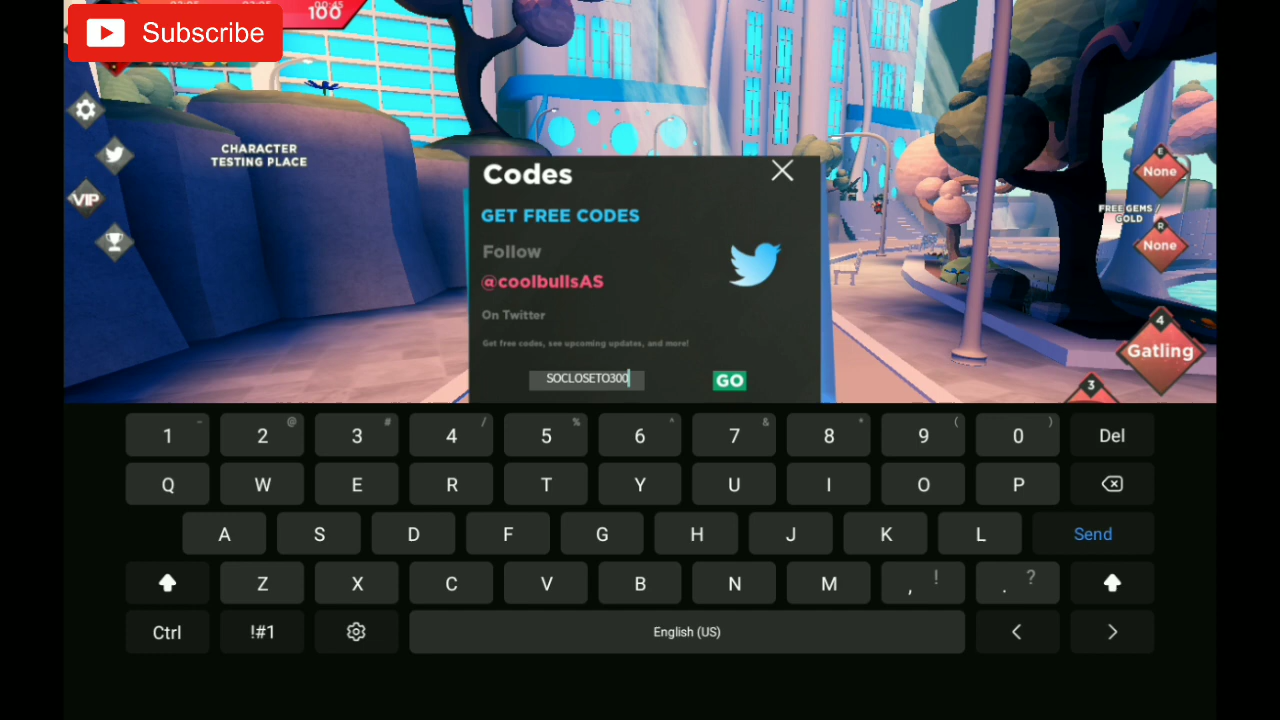 Subscribe
100
VIP
CHARACTER
TESTING PLACE
Codes
GET FREE CODES
Follow
@coolbullsAS
On Twitter
Get free codes, see upcoming updates, and more!
SOCLOSETO300
GO
E
None
FREE GEMS /
GOLD
R
None
4
Gatling
3
1 - 2 @ 3 # 4 / 5 % 6 ^ 7 & 8 * 9 ( 0 ) Del
Q W E R T Y U I O P
A S D F G H J K L Send
Z X C V B N M , ! . ?
Ctrl !#1 English (US) < >